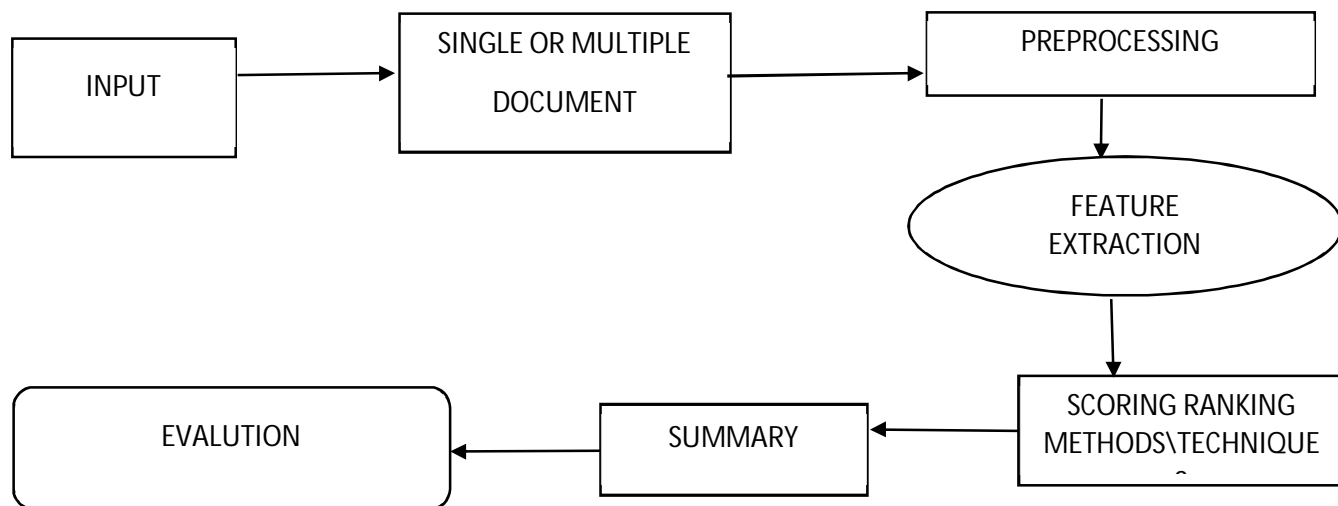 INPUT
SINGLE OR MULTIPLE
DOCUMENT
PREPROCESSING
FEATURE
EXTRACTION
SCORING RANKING
METHODS\TECHNIQUE
SUMMARY
EVALUTION